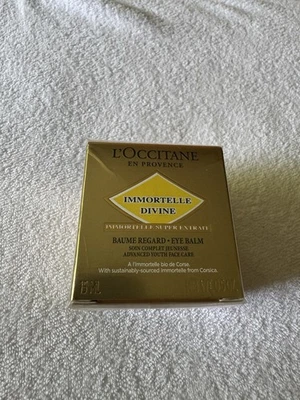 L'OCCITANE
EN PROVENCE
IMMORTELLE
DIVINE
IMMORTELLE SUPER EXTRAIT
BAUME REGARD • EYE BALM
SOIN COMPLET JEUNESSE
ADVANCED YOUTH FACE CARE
A l'Immortelle bio de Corse.
With sustainably-sourced immortelle from Corsica.